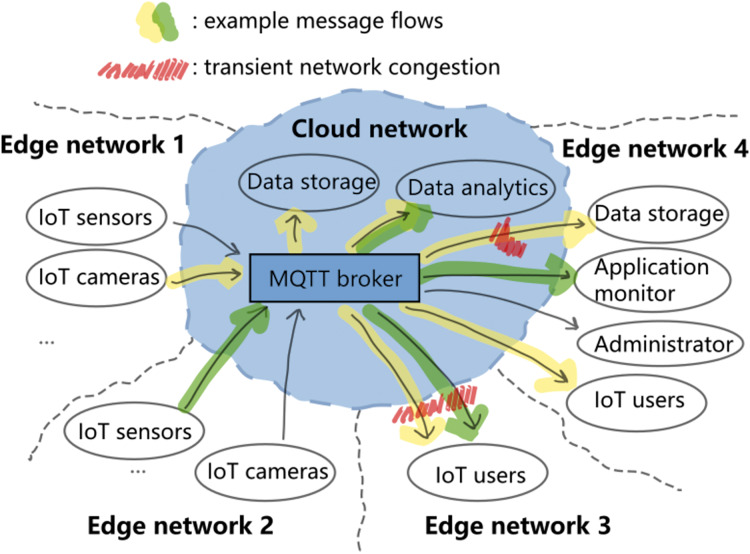 : example message flows
: transient network congestion
Edge network 1
Cloud network
Edge network 4
Data storage
Data analytics
IoT sensors
Data storage
IoT cameras
MQTT broker
Application
monitor
...
Administrator
IoT users
IoT sensors
...
IoT cameras
IoT users
Edge network 2
Edge network 3